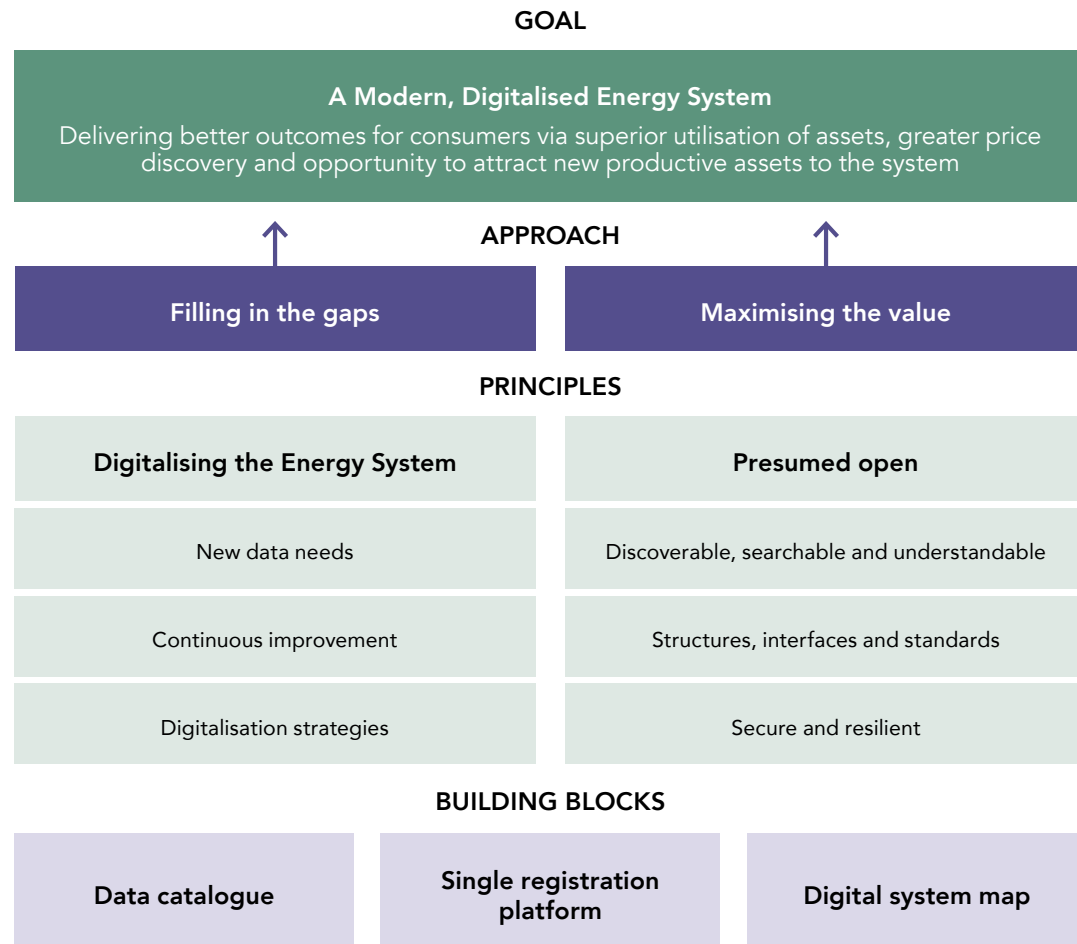 GOAL
A Modern, Digitalised Energy System
Delivering better outcomes for consumers via superior utilisation of assets, greater price
discovery and opportunity to attract new productive assets to the system
APPROACH
Filling in the gaps
Maximising the value
PRINCIPLES
Digitalising the Energy System
Presumed open
New data needs
Discoverable, searchable and understandable
Continuous improvement
Structures, interfaces and standards
Digitalisation strategies
Secure and resilient
BUILDING BLOCKS
Data catalogue
Single registration
platform
Digital system map